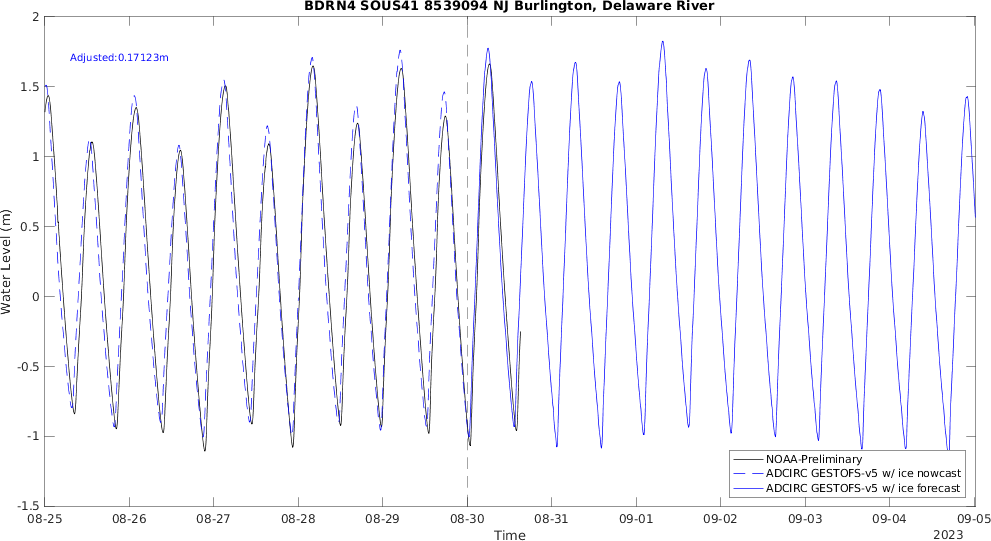 BDRN4 SOUS41 8539094 NJ Burlington, Delaware River
Adjusted:0.17123m
Water Level (m)
2
1.5
1
0.5
0
-0.5
-1
-1.5
NOAA-Preliminary
ADCIRC GESTOFS-v5 w/ ice nowcast
ADCIRC GESTOFS-v5 w/ ice forecast
08-25 08-26 08-27 08-28 08-29 08-30 08-31 09-01 09-02 09-03 09-04 09-05
Time
2023